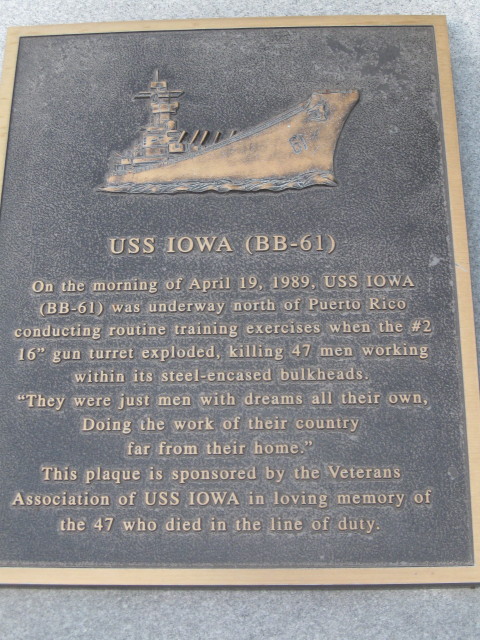 USS IOWA (BB-61)
On the morning of April 19, 1989, USS IOWA
(BB-61) was underway north of Puerto Rico
conducting routine training exercises when the #2
16" gun turret exploded, killing 47 men working
within its steel-encased bulkheads.
"They were just men with dreams all their own,
Doing the work of their country
far from their home."
This plaque is sponsored by the Veterans
Association of USS IOWA in loving memory of
the 47 who died in the line of duty.